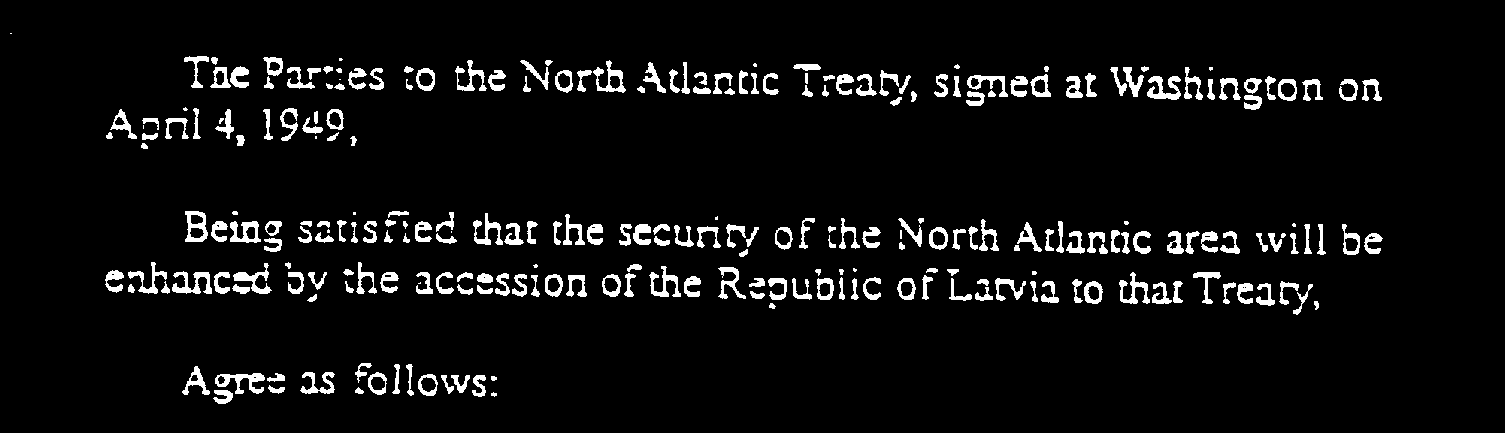 The Parties to the North Atlantic Treaty, signed at Washington on
April 4, 1949,
Being satisfied that the security of the North Atlantic area will be
enhanced by the accession of the Republic of Latvia to that Treaty,
Agree as follows: